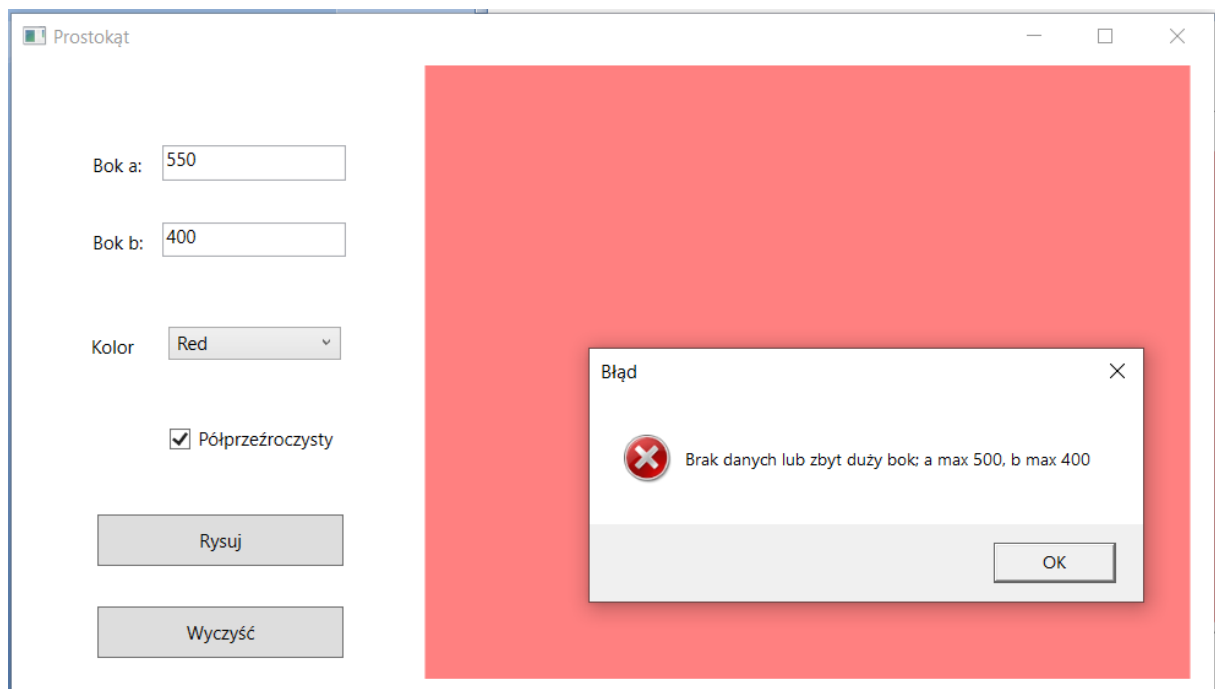 Prostokąt
Bok a: 550
Bok b: 400
Kolor Red
Półprzeźroczysty
Rysuj
Wyczyść
Błąd
Brak danych lub zbyt duży bok; a max 500, b max 400
OK